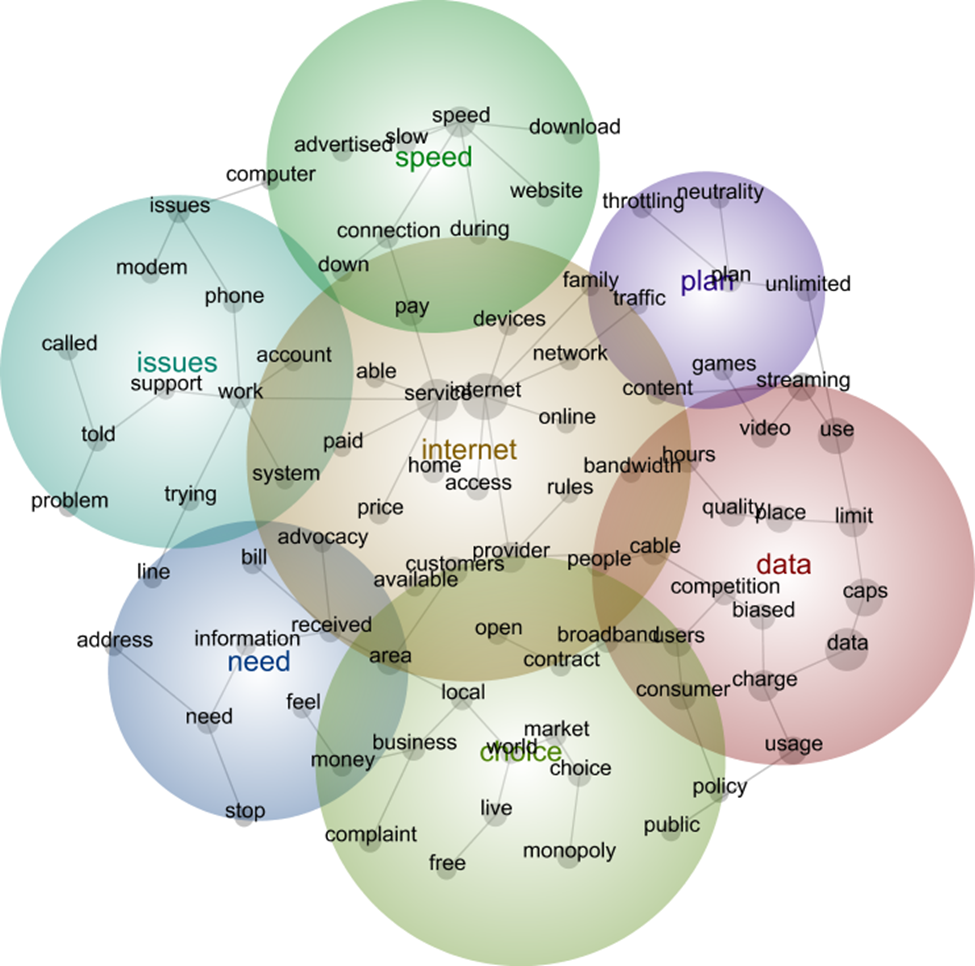 speed
download
advertised
slow
speed
computer
website
throttling
neutrality
issues
connection
during
modem
down
phone
family
traffic
plan
plan
unlimited
pay
devices
called
issues
account
network
support
able
games
streaming
work
service
internet
content
online
told
paid
internet
video
use
system
home
access
bandwidth
hours
problem
trying
price
rules
quality
place
limit
advocacy
bill
customers
provider
people
cable
data
line
available
competition
caps
biased
address
information
received
open
broadband
users
data
need
area
contract
need
feel
local
consumer
charge
money
business
world
market
choice
choice
usage
stop
live
policy
complaint
public
free
monopoly